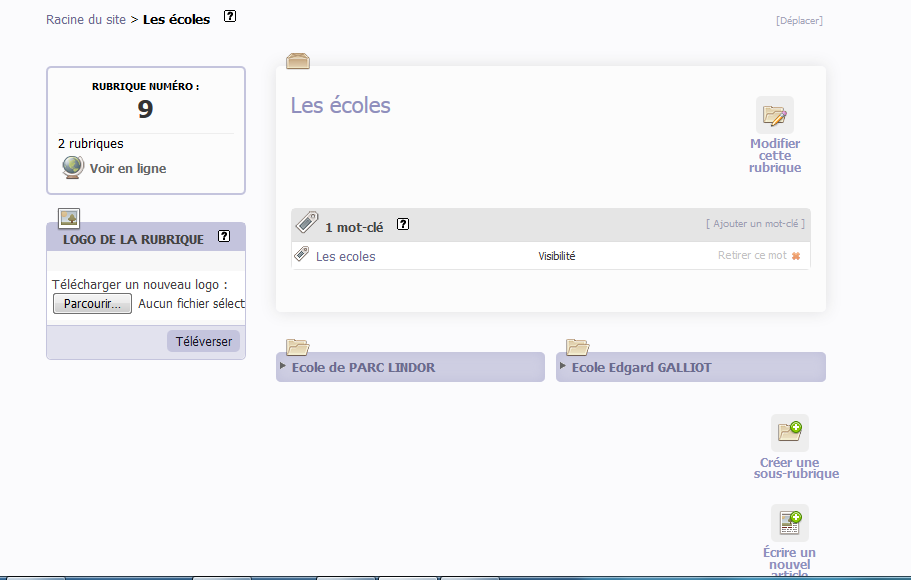 Racine du site > Les écoles ?
[Déplacer]
RUBRIQUE NUMÉRO :
9
2 rubriques
Voir en ligne
LOGO DE LA RUBRIQUE ?
Télécharger un nouveau logo :
Parcourir... Aucun fichier sélect
Téléverser
Les écoles
Modifier
cette
rubrique
1 mot-clé ? [ Ajouter un mot-clé ]
Les ecoles Visibilité Retirer ce mot
Ecole de PARC LINDOR
Ecole Edgard GALLIOT
Créer une
sous-rubrique
Écrire un
nouvel
article